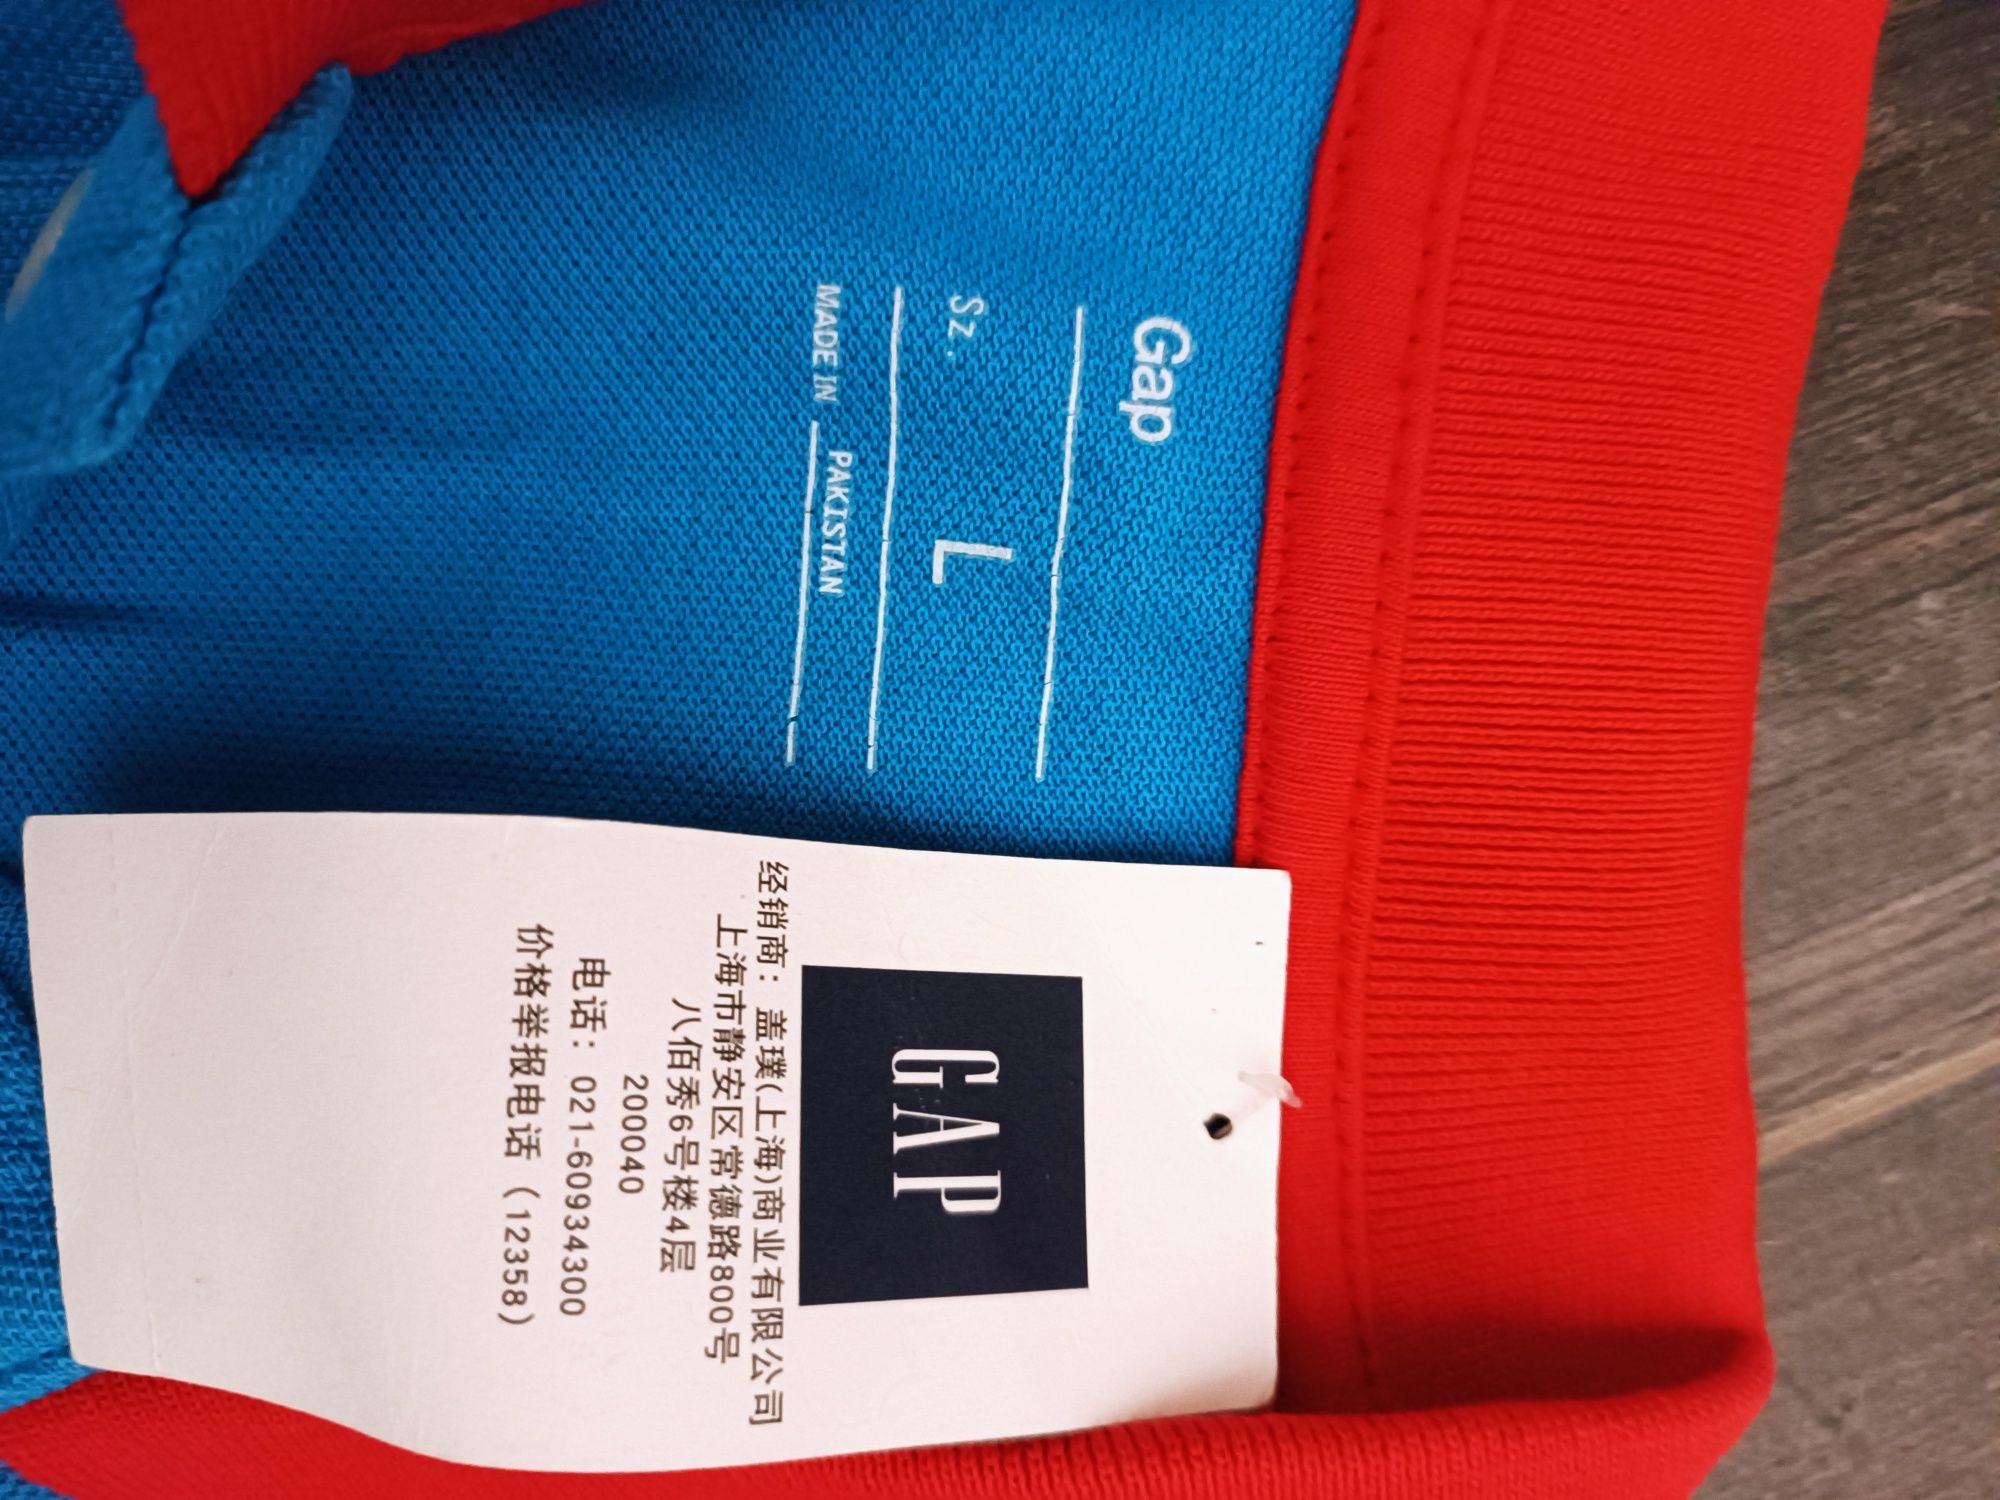 Gap
Sz. L
MADE IN PAKISTAN
GAP
经销商：盖璞(上海)商业有限公司
上海市静安区常德路800号
八佰秀6号楼4层
200040
电话：021-60934300
价格举报电话（12358）